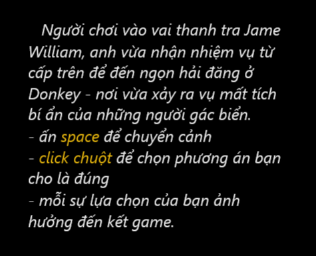 Người chơi vào vai thanh tra Jame
William, anh vừa nhận nhiệm vụ từ
cấp trên để đến ngọn hải đăng ở
Donkey - nơi vừa xảy ra vụ mất tích
bí ẩn của những người gác biển.
- ấn space để chuyển cảnh
- click chuột để chọn phương án bạn
cho là đúng
- mỗi sự lựa chọn của bạn ảnh
hưởng đến kết game.